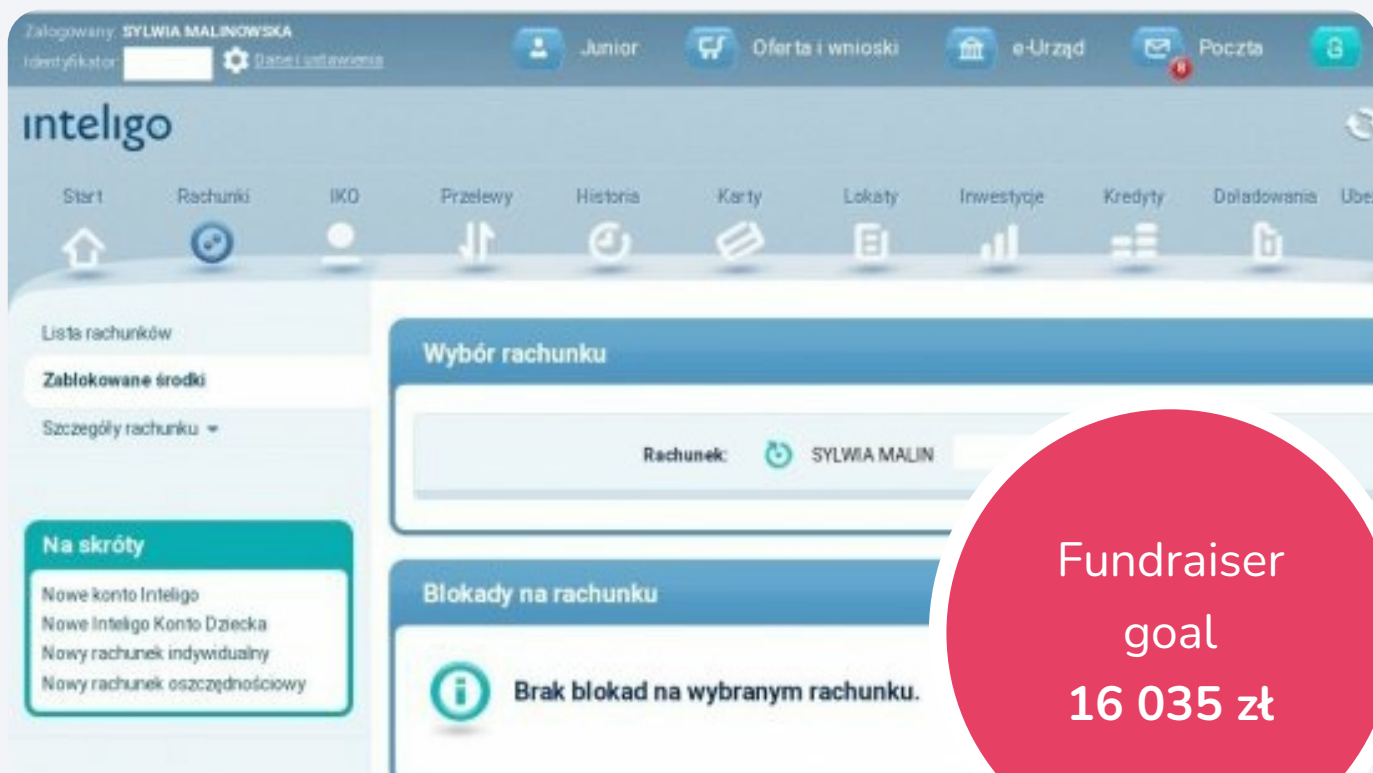 Zalogowany: SYLWIA MALINOWSKA
Identyfikator:
Dane i ustawienia
Junior
Oferta i wnioski
e-Urząd
Poczta
8
inteligo
Start
Rachunki
IKO
Przelewy
Historia
Karty
Lokaty
Inwestycje
Kredyty
Doładowania
Lista rachunków
Zablokowane środki
Szczegóły rachunku
Wybór rachunku
Rachunek:
SYLWIA MALIN
Na skróty
Nowe konto Inteligo
Nowe Inteligo Konto Dziecka
Nowy rachunek indywidualny
Nowy rachunek oszczędnościowy
Blokady na rachunku
Brak blokad na wybranym rachunku.
Fundraiser
goal
16 035 zł